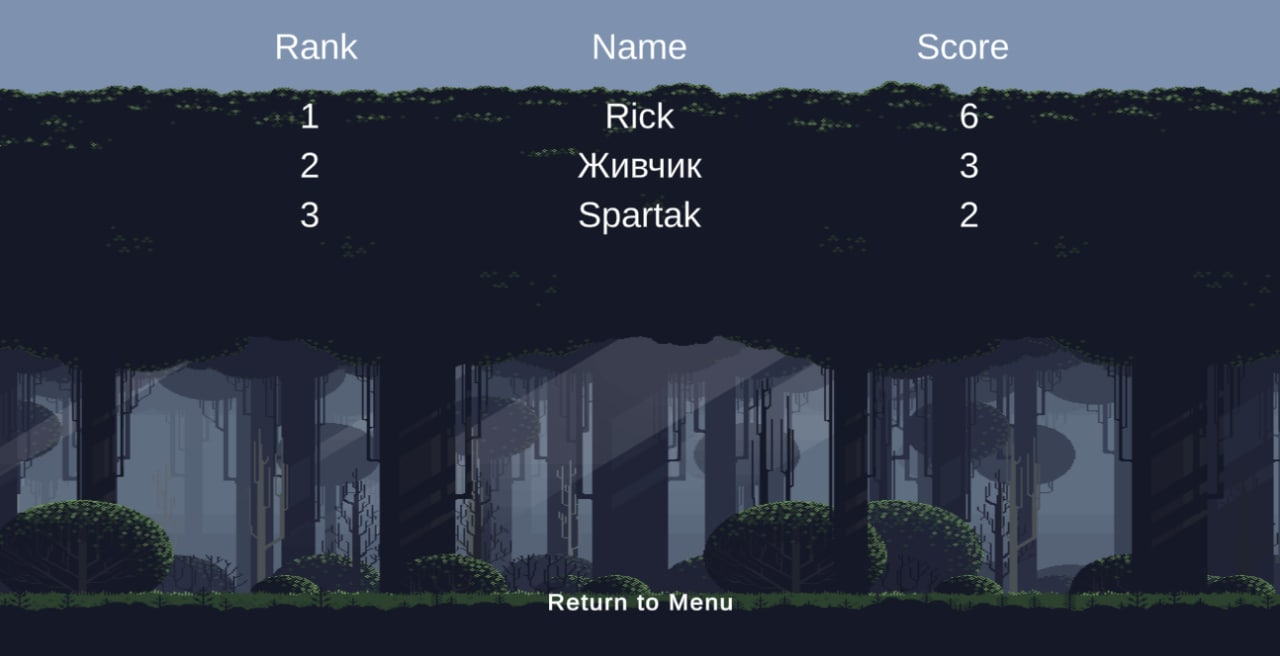 Rank Name Score
1 Rick 6
2 Живчик 3
3 Spartak 2
Return to Menu